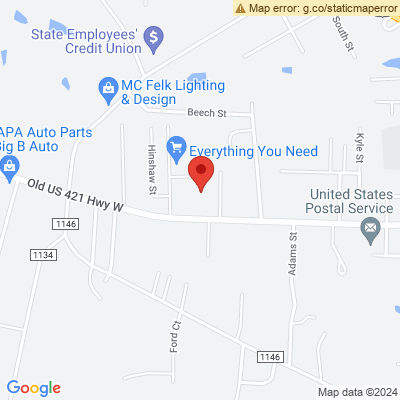 Map error: g.co/staticmaperror
South St
State Employees'
Credit Union
MC Felk Lighting
& Design
Beech St
APA Auto Parts
Big B Auto
Hinshaw St
Everything You Need
Kyle St
Old US 421 Hwy W
United States
Postal Service
1146
1134
Adams St
Ford Ct
1146
Google
Map data ©2024